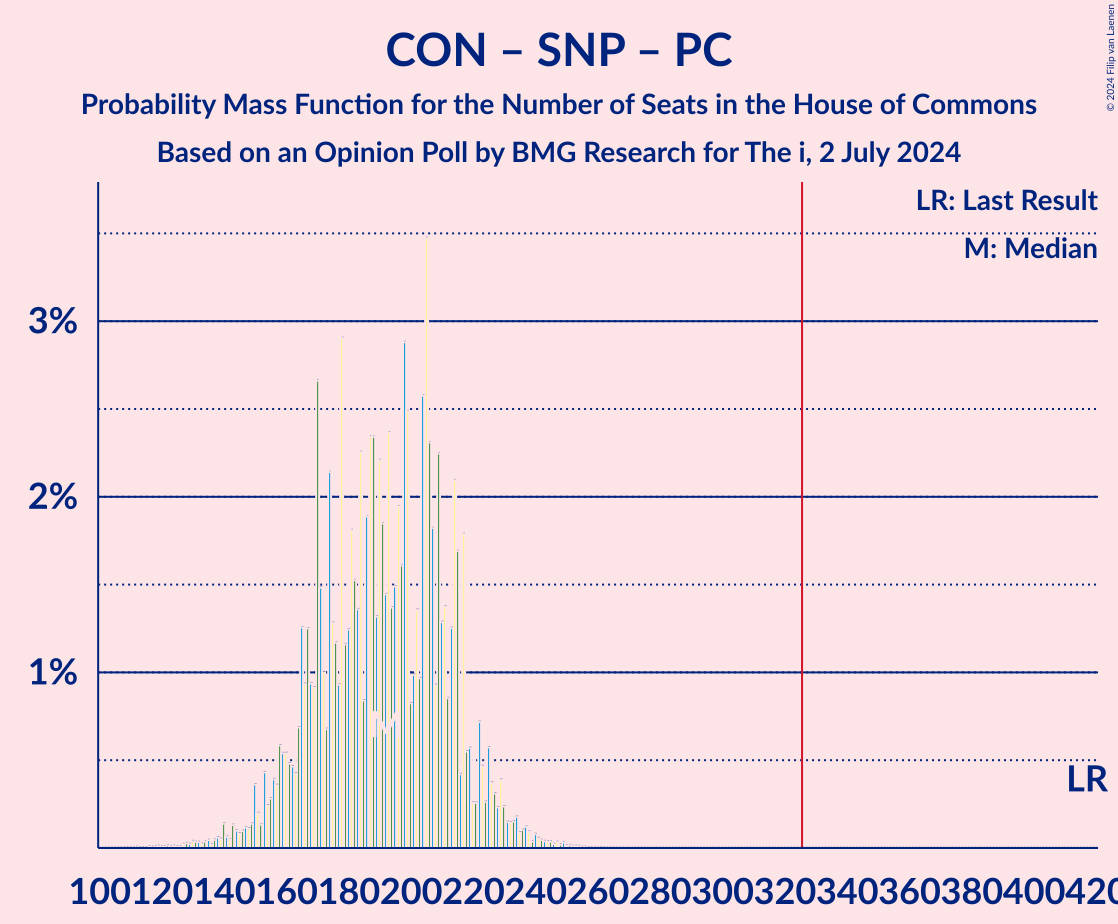 CON – SNP – PC
Probability Mass Function for the Number of Seats in the House of Commons
Based on an Opinion Poll by BMG Research for The i, 2 July 2024
© 2024 Filip van Laenen
LR: Last Result
M: Median
3%
2%
1%
M
LR
100 120 140 160 180 200 220 240 260 280 300 320 340 360 380 400 420